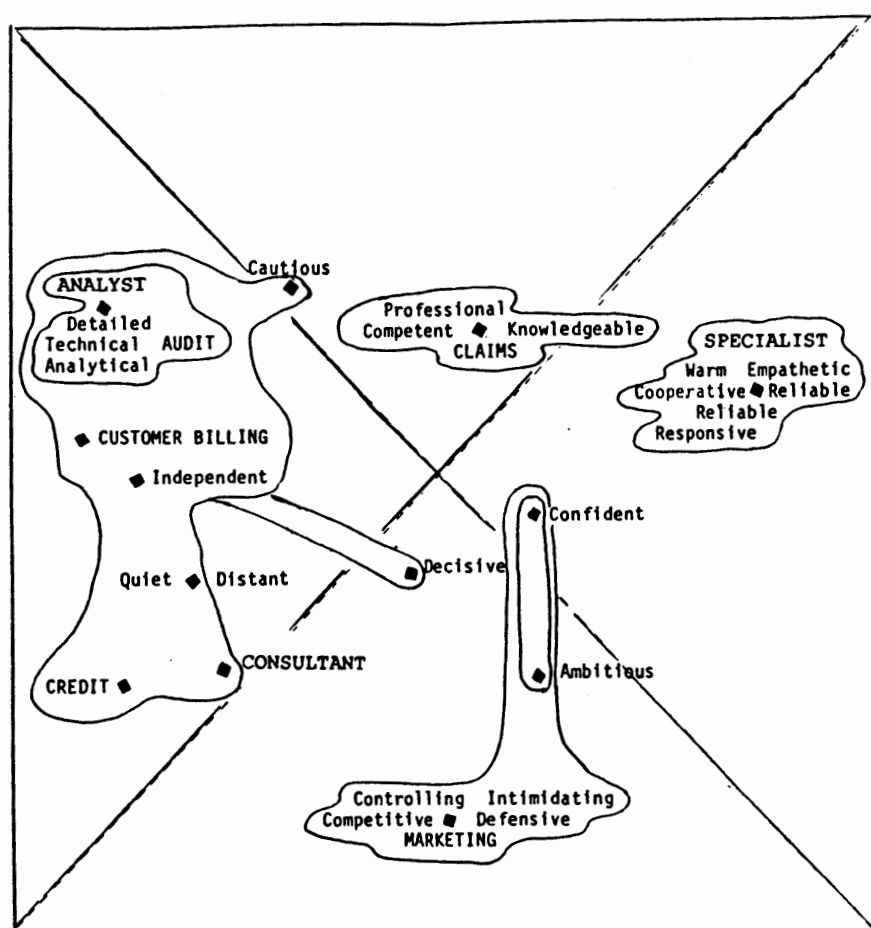 Cautious
ANALYST
Detailed
Technical AUDIT
Analytical
Professional
Competent Knowledgeable
CLAIMS
SPECIALIST
Warm Empathetic
Cooperative Reliable
Reliable
Responsive
CUSTOMER BILLING
Independent
Confident
Decisive
Quiet Distant
CONSULTANT
CREDIT
Ambitious
Controlling Intimidating
Competitive Defensive
MARKETING